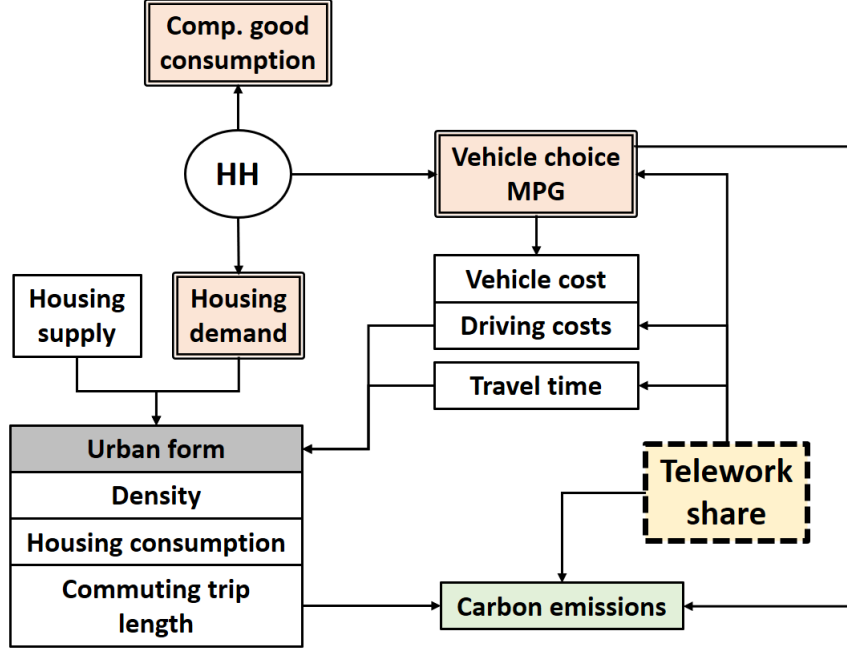 Comp. good
consumption
HH
Vehicle choice
MPG
Housing
supply
Housing
demand
Vehicle cost
Driving costs
Travel time
Urban form
Density
Housing consumption
Commuting trip
length
Telework
share
Carbon emissions